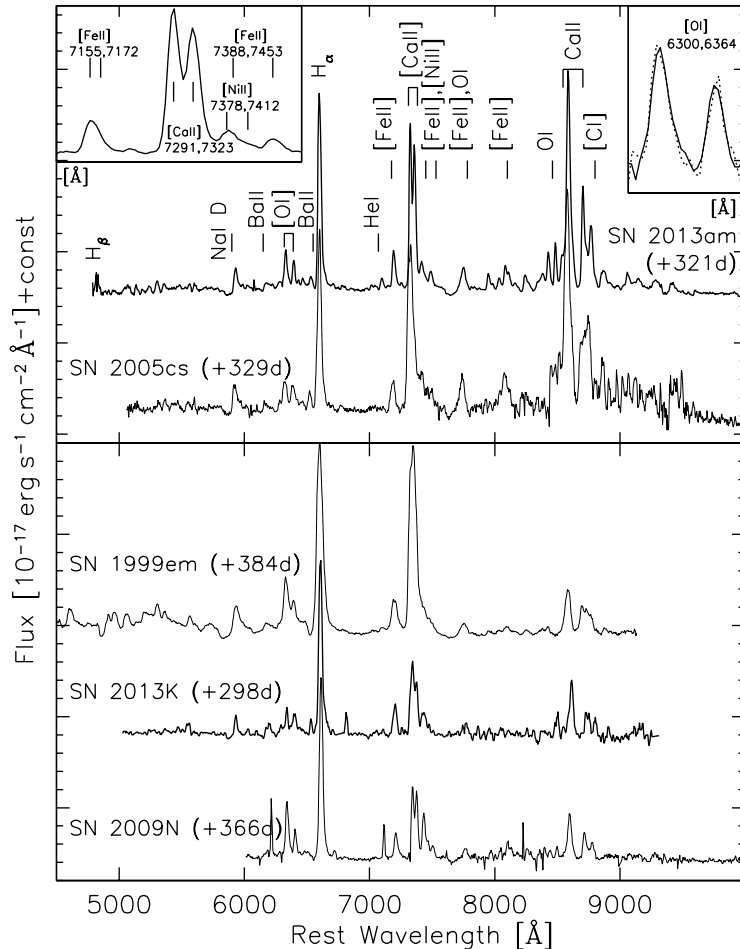 [FeII]
7155,7172
[FeII]
7388,7453
[NiII]
7378,7412
[CaII]
7291,7323
[Å]
[OI]
6300,6364
[Å]
Hβ
NaI D
BaII
[OI]
BaII
Hα
HeI
[FeII]
[CaII]
[FeII],[NiII]
[FeII],OI
[FeII]
OI
CaII
[CI]
SN 2013am
(+321d)
SN 2005cs (+329d)
SN 1999em (+384d)
SN 2013K (+298d)
SN 2009N (+366d)
5000 6000 7000 8000 9000
Rest Wavelength [Å]
Flux [10⁻¹⁷ erg s⁻¹ cm⁻² Å⁻¹]+const